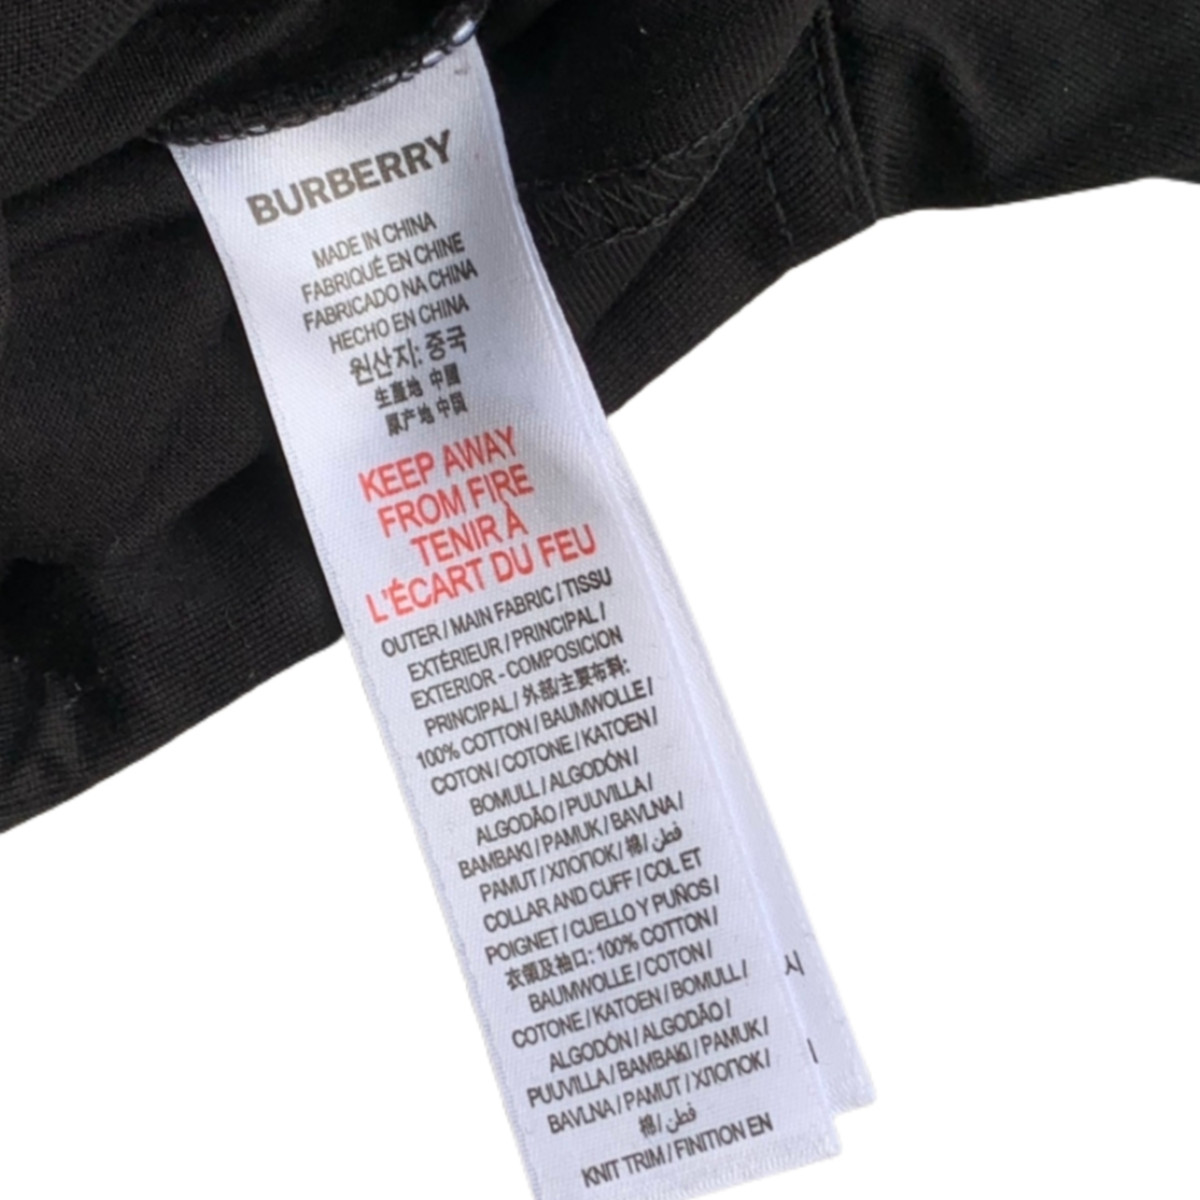 BURBERRY
MADE IN CHINA
FABRIQUÉ EN CHINE
FABRICADO NA CHINA
HECHO EN CHINA
원산지: 중국
生產地 中國
原产地 中国
KEEP AWAY
FROM FIRE
TENIR À
L'ÉCART DU FEU
OUTER / MAIN FABRIC / TISSU
EXTÉRIEUR / PRINCIPAL /
EXTERIOR - COMPOSICION
PRINCIPAL / 外部/主要布料:
100% COTTON / BAUMWOLLE /
COTON / COTONE / KATOEN /
BOMULL / ALGODÓN /
ALGODÃO / PUUVILLA /
BAMBAKI / PAMUK / BAVLNA /
PAMUT / ХЛОПОК / 棉/ قطن
COLLAR AND CUFF / COL ET
POIGNET / CUELLO Y PUÑOS /
衣領及袖口: 100% COTTON /
BAUMWOLLE / COTON /
COTONE / KATOEN / BOMULL /
ALGODÓN / ALGODÃO /
PUUVILLA / BAMBAKI / PAMUK /
BAVLNA / PAMUT / ХЛОПОК /
棉/ قطن
KNIT TRIM / FINITION EN
시